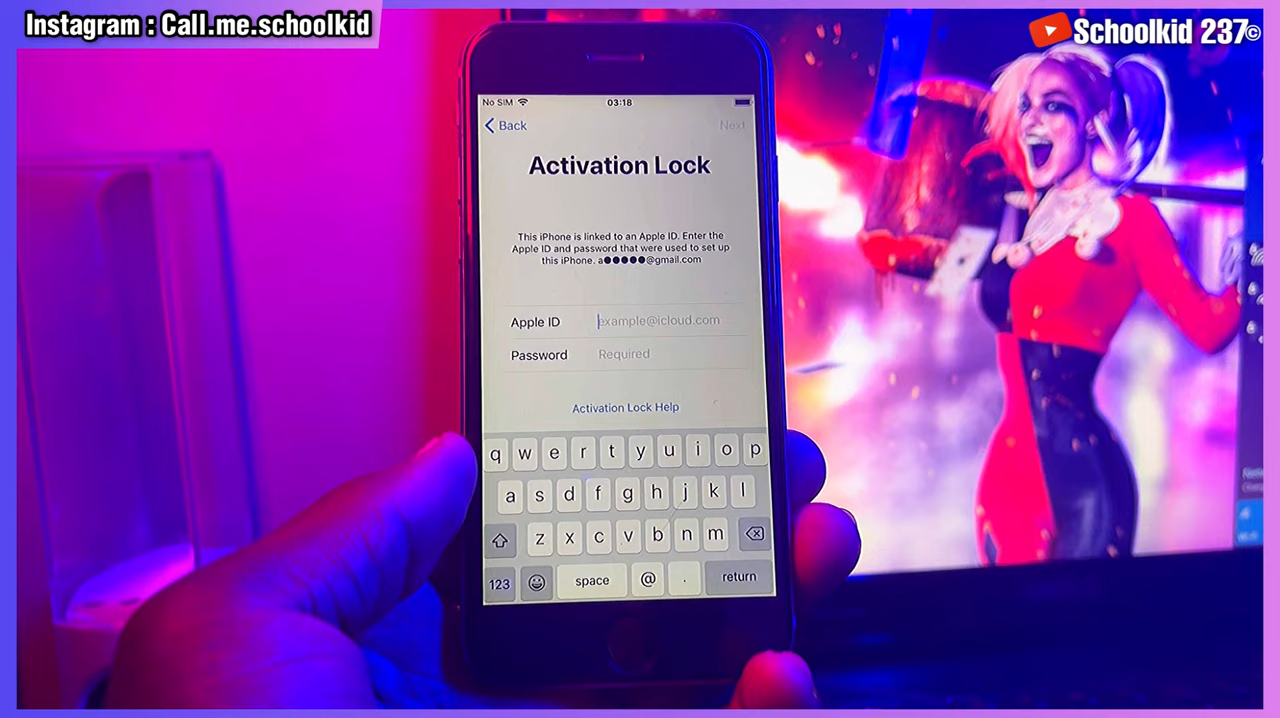 Instagram : Call.me.schoolkid
Schoolkid 237©
No SIM 03:18
Back Next
Activation Lock
This iPhone is linked to an Apple ID. Enter the
Apple ID and password that were used to set up
this iPhone. a●●●●●@gmail.com
Apple ID example@icloud.com
Password Required
Activation Lock Help
q w e r t y u i o p
a s d f g h j k l
z x c v b n m
123 space @ . return